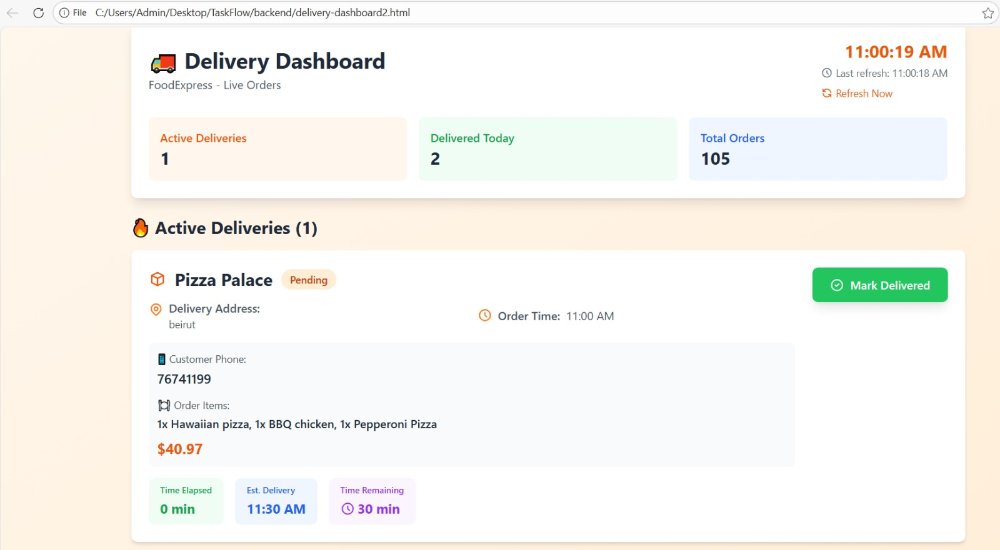 File C:/Users/Admin/Desktop/TaskFlow/backend/delivery-dashboard2.html
Delivery Dashboard
FoodExpress - Live Orders
11:00:19 AM
Last refresh: 11:00:18 AM
Refresh Now
Active Deliveries
1
Delivered Today
2
Total Orders
105
Active Deliveries (1)
Pizza Palace Pending
Mark Delivered
Delivery Address:
beirut
Order Time: 11:00 AM
Customer Phone:
76741199
Order Items:
1x Hawaiian pizza, 1x BBQ chicken, 1x Pepperoni Pizza
$40.97
Time Elapsed
0 min
Est. Delivery
11:30 AM
Time Remaining
30 min